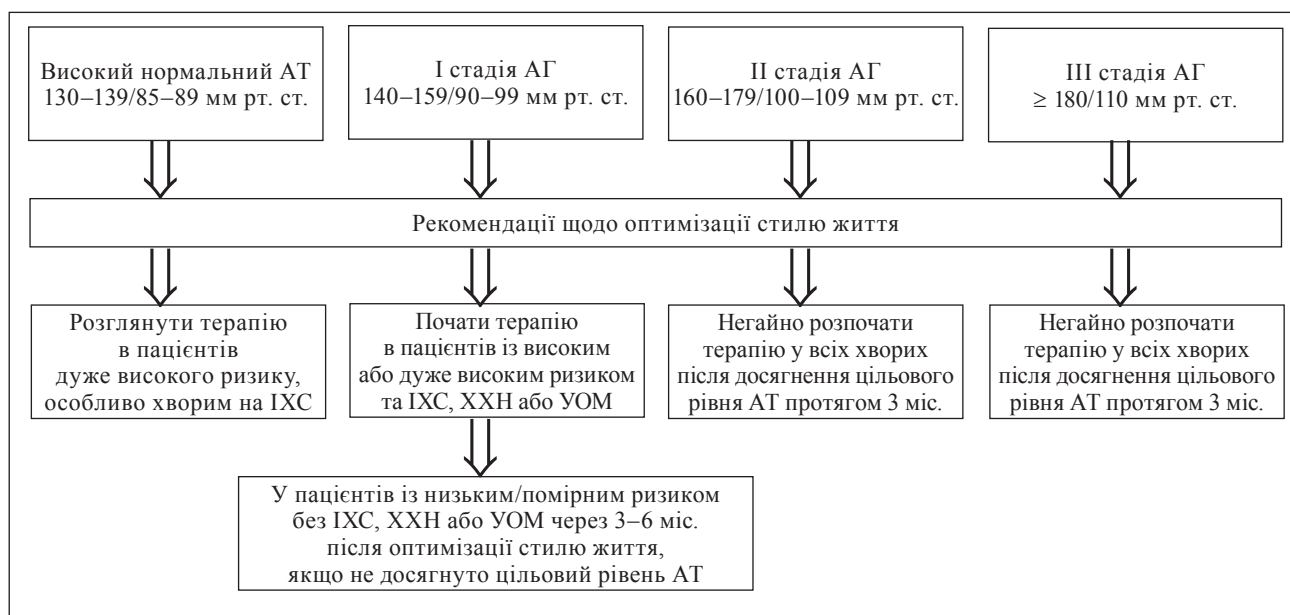 Високий нормальний АТ
130–139/85–89 мм рт. ст.
І стадія АГ
140–159/90–99 мм рт. ст.
ІІ стадія АГ
160–179/100–109 мм рт. ст.
ІІІ стадія АГ
≥ 180/110 мм рт. ст.
Рекомендації щодо оптимізації стилю життя
Розглянути терапію
в пацієнтів
дуже високого ризику,
особливо хворим на ІХС
Почати терапію
в пацієнтів із високим
або дуже високим ризиком
та ІХС, ХХН або УОМ
Негайно розпочати
терапію у всіх хворих
після досягнення цільового
рівня АТ протягом 3 міс.
Негайно розпочати
терапію у всіх хворих
після досягнення цільового
рівня АТ протягом 3 міс.
У пацієнтів із низьким/помірним ризиком
без ІХС, ХХН або УОМ через 3–6 міс.
після оптимізації стилю життя,
якщо не досягнуто цільовий рівень АТ